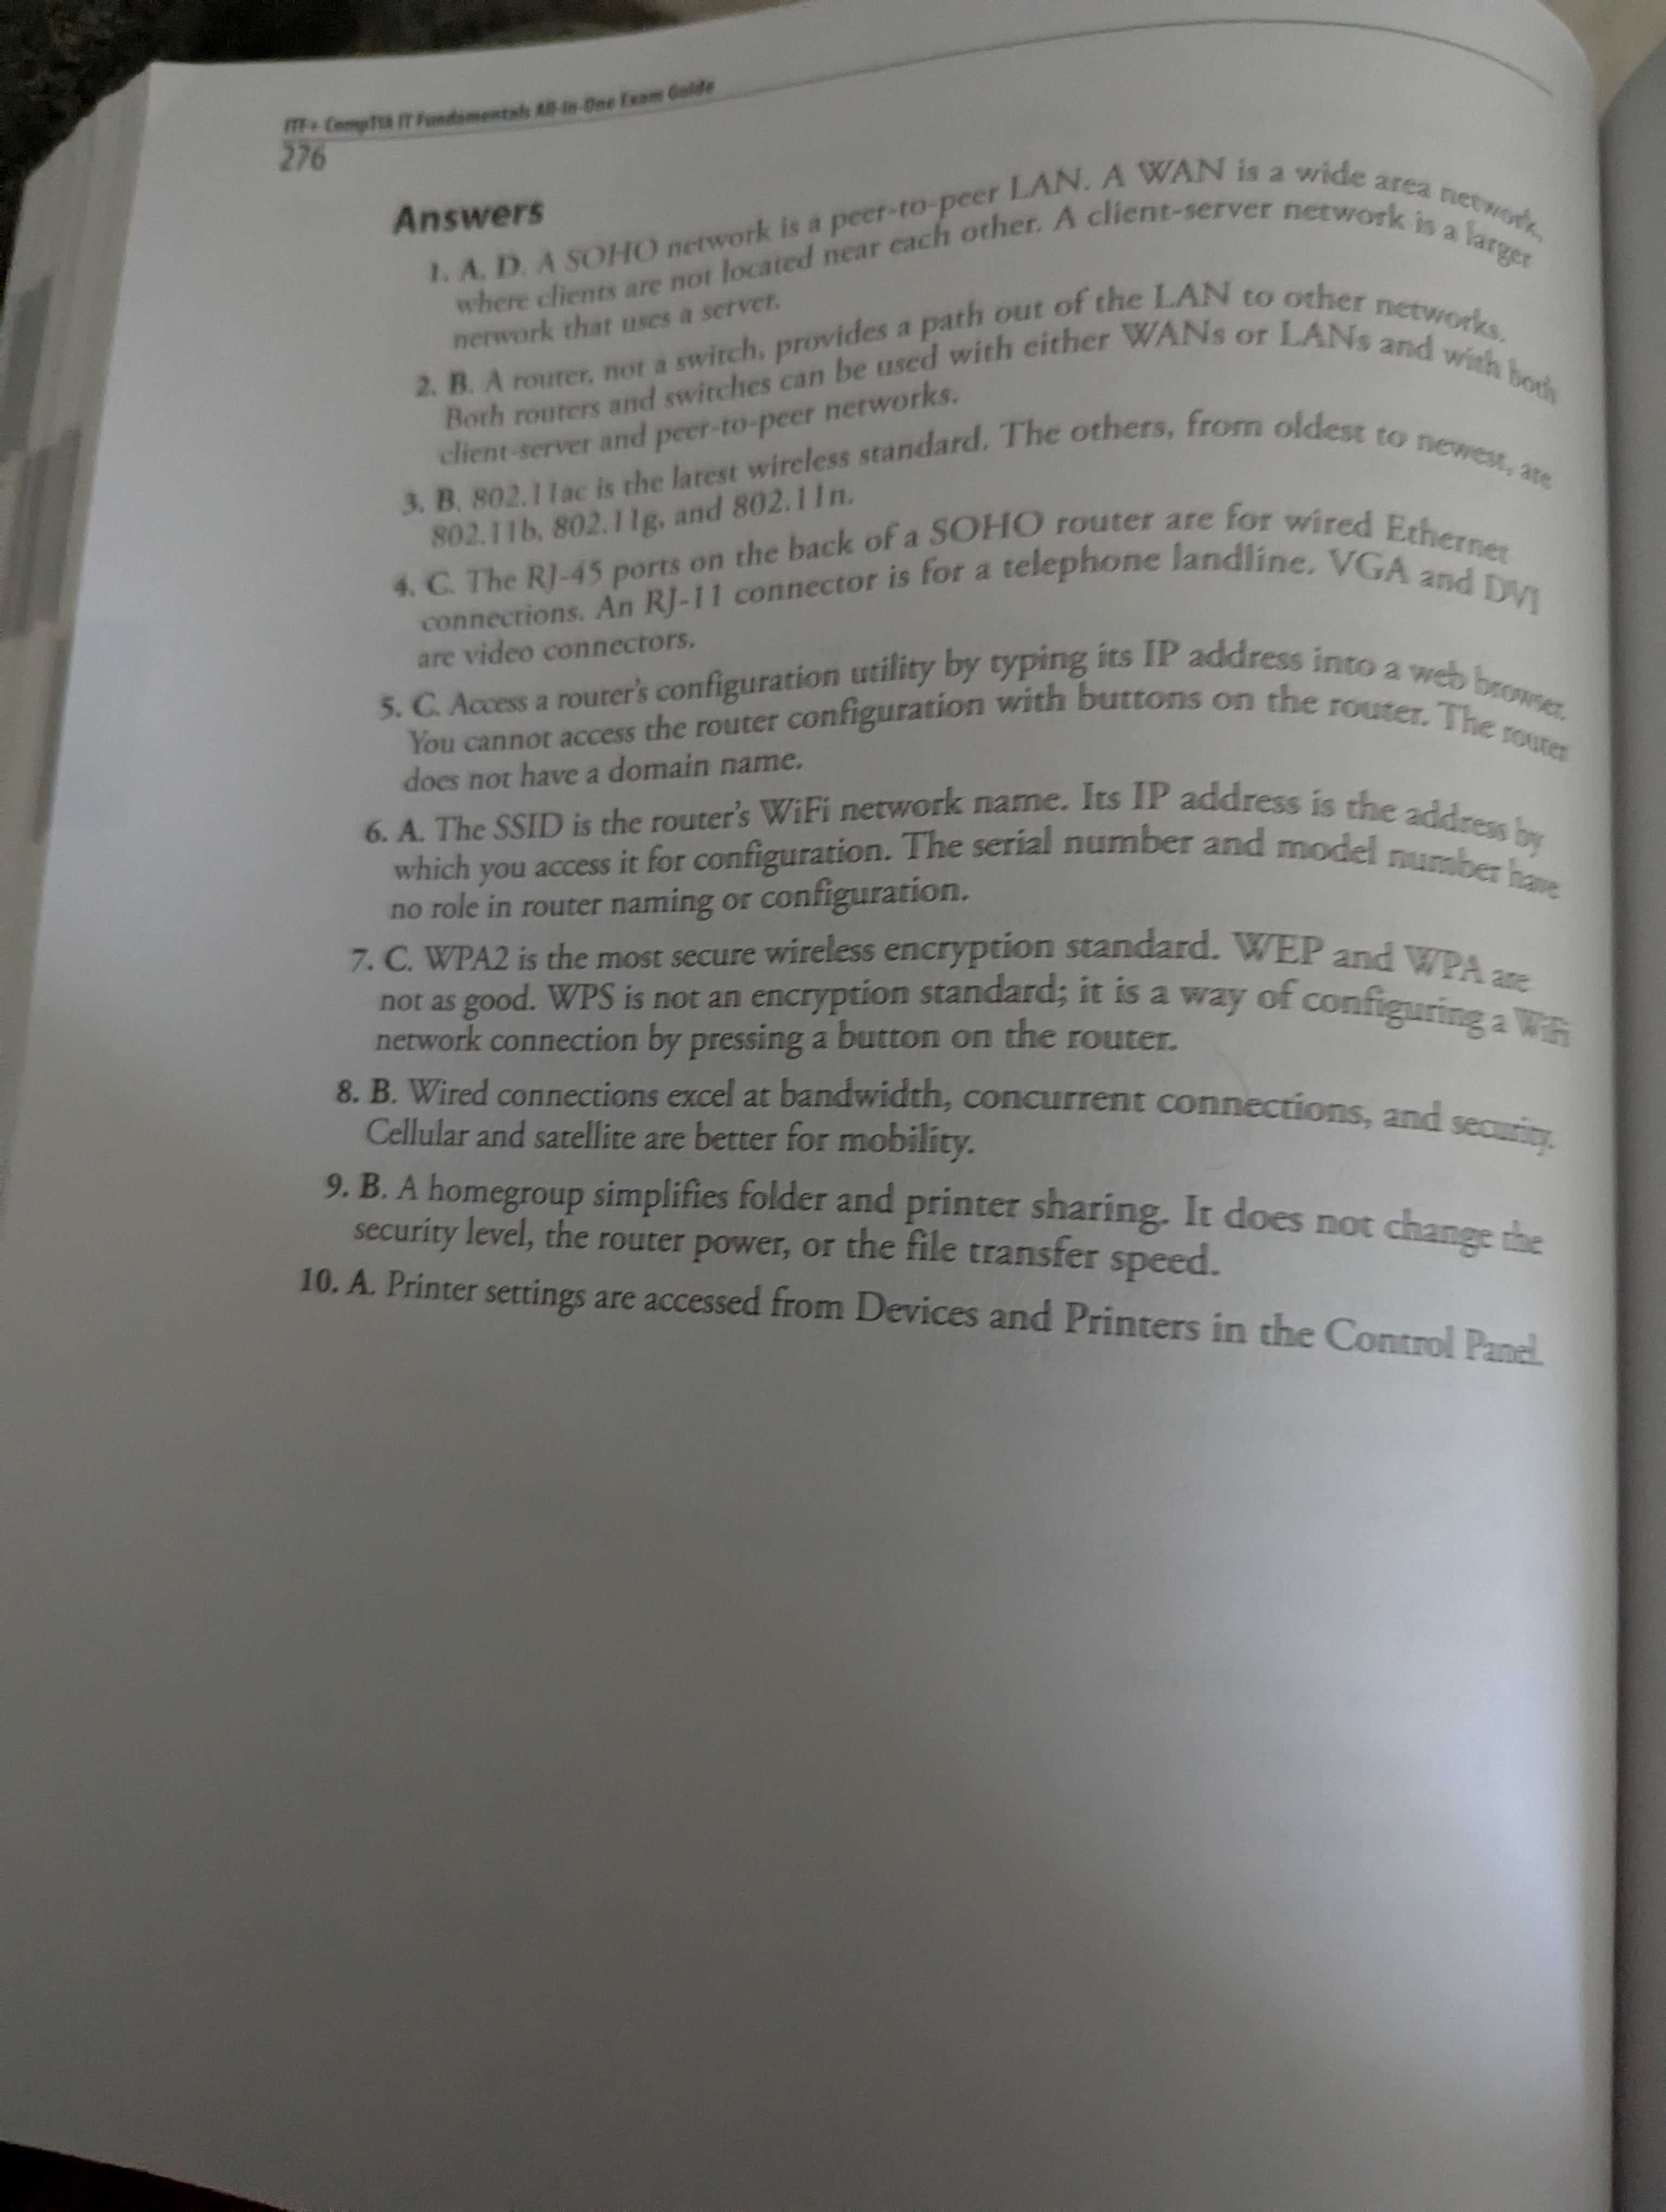 ITF+ CompTIA IT Fundamentals All-in-One Exam Guide
276
Answers
1. A, D. A SOHO network is a peer-to-peer LAN. A WAN is a wide area network,
where clients are not located near each other. A client-server network is a larger
network that uses a server.
2. B. A router, not a switch, provides a path out of the LAN to other networks.
Both routers and switches can be used with either WANs or LANs and with both
client-server and peer-to-peer networks.
3. B. 802.11ac is the latest wireless standard. The others, from oldest to newest, are
802.11b, 802.11g, and 802.11n.
4. C. The RJ-45 ports on the back of a SOHO router are for wired Ethernet
connections. An RJ-11 connector is for a telephone landline. VGA and DVI
are video connectors.
5. C. Access a router's configuration utility by typing its IP address into a web browser.
You cannot access the router configuration with buttons on the router. The router
does not have a domain name.
6. A. The SSID is the router's WiFi network name. Its IP address is the address by
which you access it for configuration. The serial number and model number have
no role in router naming or configuration.
7. C. WPA2 is the most secure wireless encryption standard. WEP and WPA are
not as good. WPS is not an encryption standard; it is a way of configuring a WiFi
network connection by pressing a button on the router.
8. B. Wired connections excel at bandwidth, concurrent connections, and security.
Cellular and satellite are better for mobility.
9. B. A homegroup simplifies folder and printer sharing. It does not change the
security level, the router power, or the file transfer speed.
10. A. Printer settings are accessed from Devices and Printers in the Control Panel.